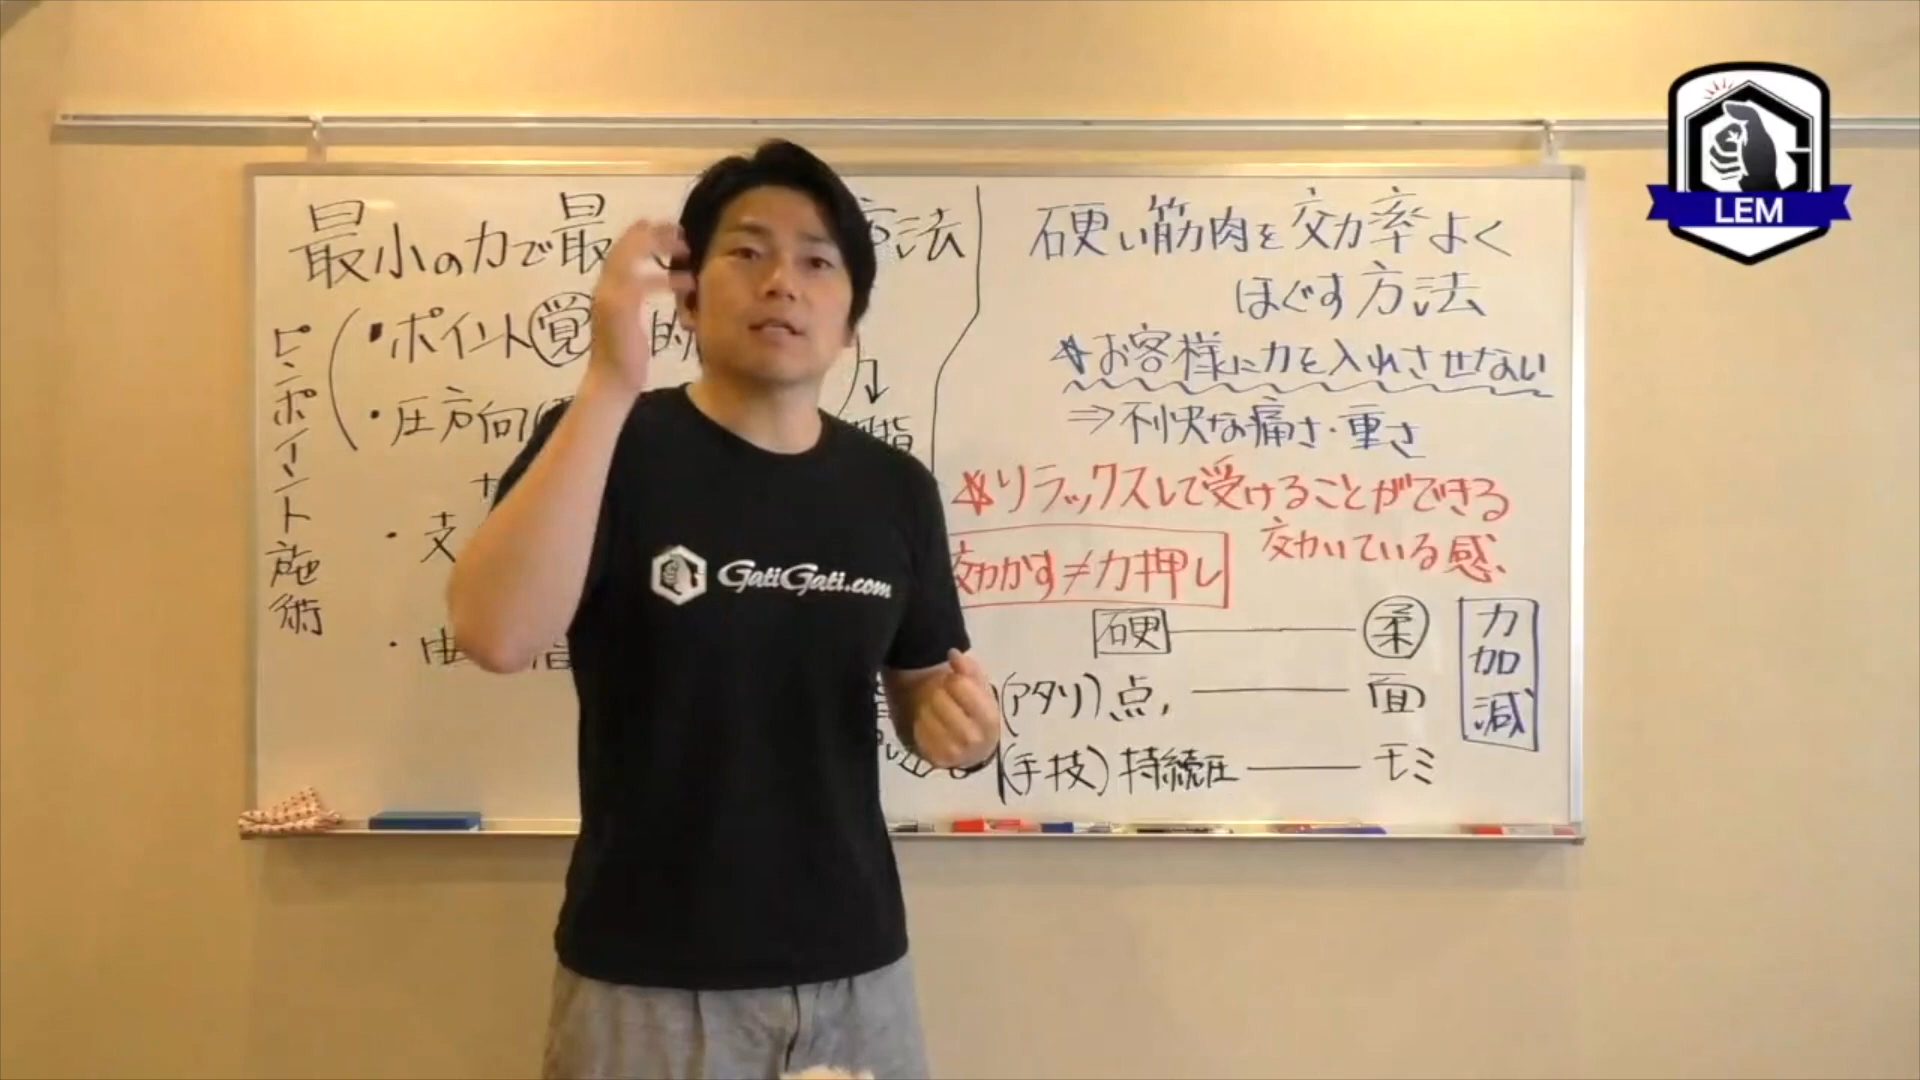 最小の力で最
方法
ピンポイント施術
・ポイント 覚
的
・圧方向
指
・支
硬い筋肉を効率よく
ほぐす方法
☆お客様に力を入れさせない
⇒不快な痛さ・重さ
☆リラックスして受けることができる
効いている感、
効かす≠力押し
硬 柔
(アタリ)点, 面
(手技)持続圧 モミ
力加減
GatiGati.com
LEM